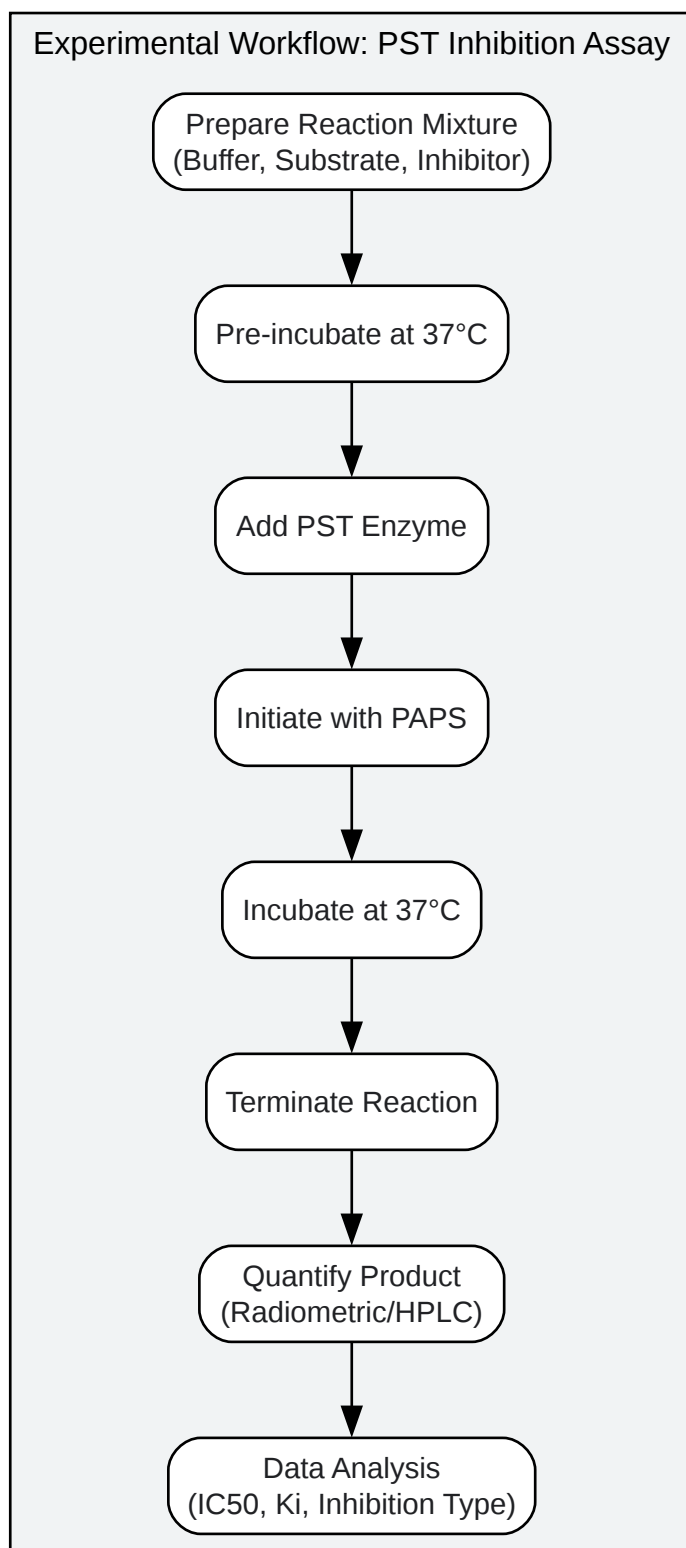 Experimental Workflow: PST Inhibition Assay
Prepare Reaction Mixture
(Buffer, Substrate, Inhibitor)
Pre-incubate at 37°C
Add PST Enzyme
Initiate with PAPS
Incubate at 37°C
Terminate Reaction
Quantify Product
(Radiometric/HPLC)
Data Analysis
(IC50, Ki, Inhibition Type)